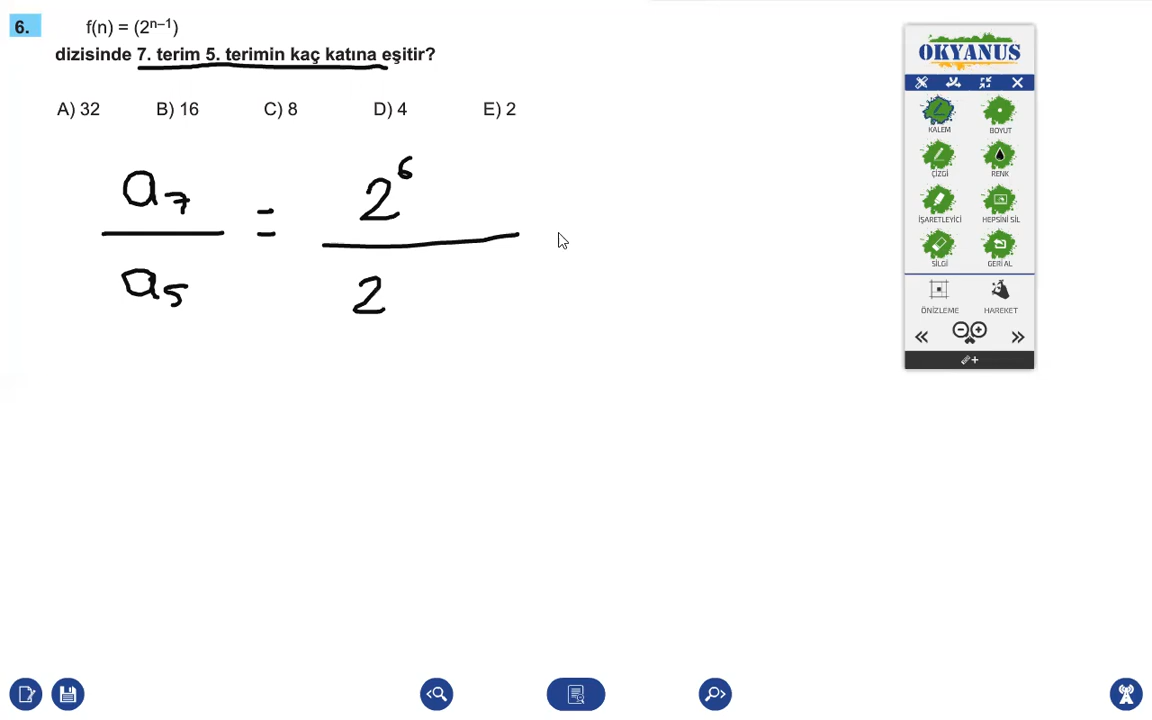 6. f(n) = (2ⁿ⁻¹)
dizisinde 7. terim 5. terimin kaç katına eşitir?
A) 32 B) 16 C) 8 D) 4 E) 2
a₇ = 2⁶
a₅ 2
OKYANUS
KALEM BOYUT
ÇİZGİ RENK
İŞARETLEYİCİ HEPSİNİ SİL
SİLGİ GERİ AL
ÖNİZLEME HAREKET